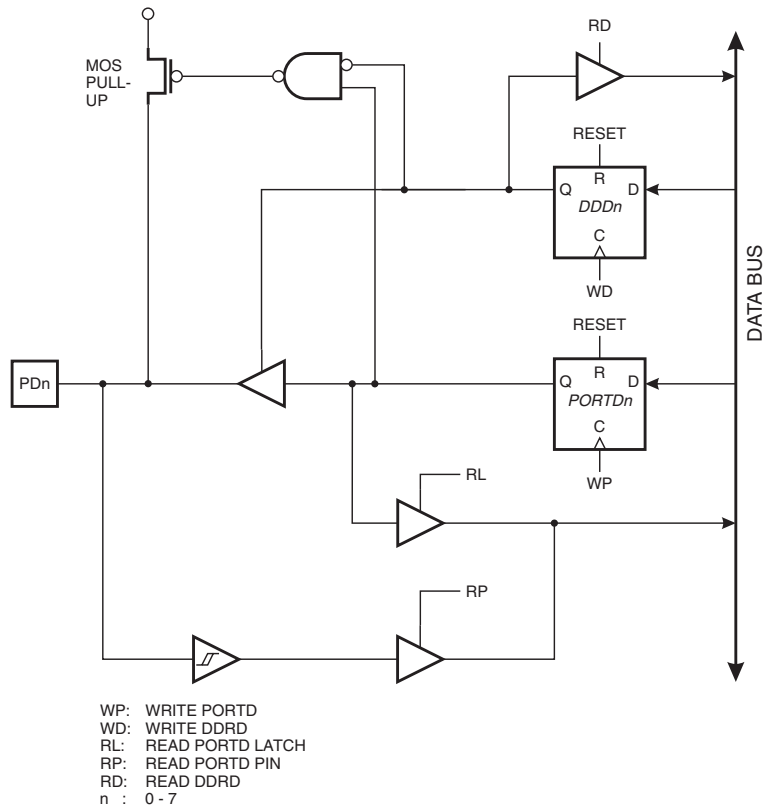 RD
MOS
PULL-
UP
RESET
R
Q
D
DDDn
C
WD
DATA BUS
RESET
R
Q
D
PDn
PORTDn
C
WP
RL
RP
WP: WRITE PORTD
WD: WRITE DDRD
RL: READ PORTD LATCH
RP: READ PORTD PIN
RD: READ DDRD
n : 0 - 7